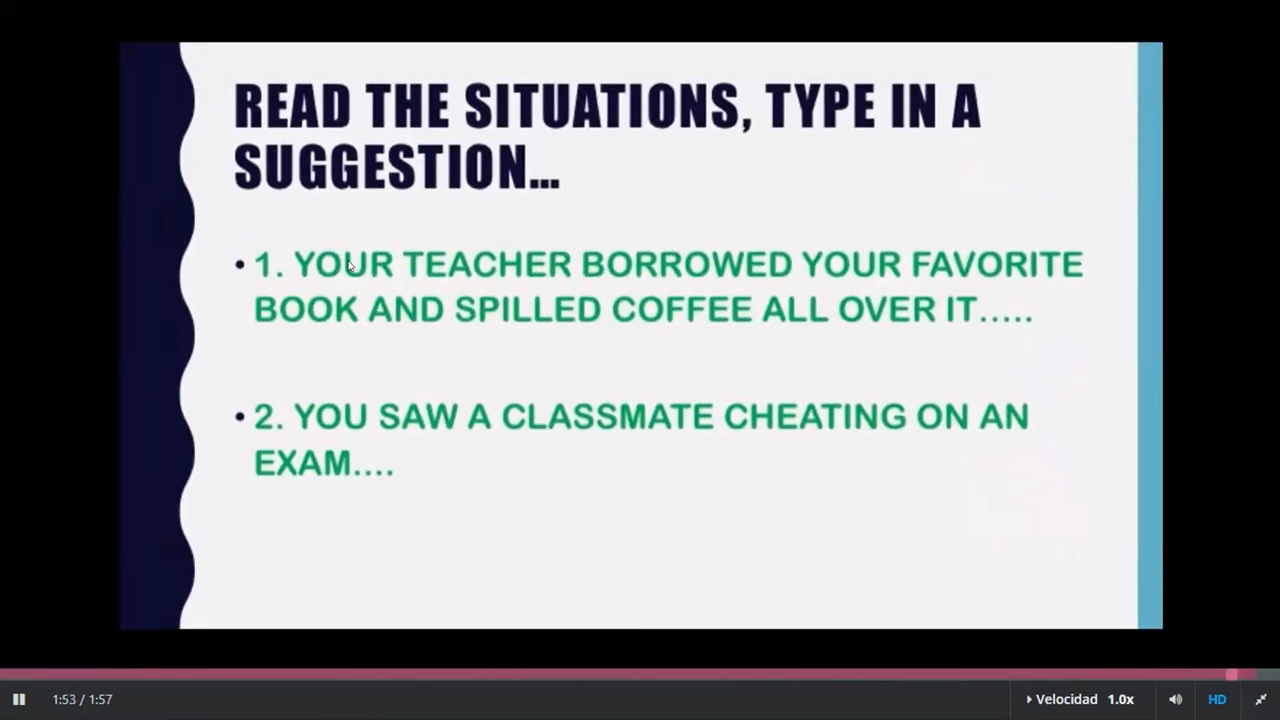 READ THE SITUATIONS, TYPE IN A
SUGGESTION...
• 1. YOUR TEACHER BORROWED YOUR FAVORITE
BOOK AND SPILLED COFFEE ALL OVER IT.....
• 2. YOU SAW A CLASSMATE CHEATING ON AN
EXAM....
1:53 / 1:57
Velocidad 1.0x
HD